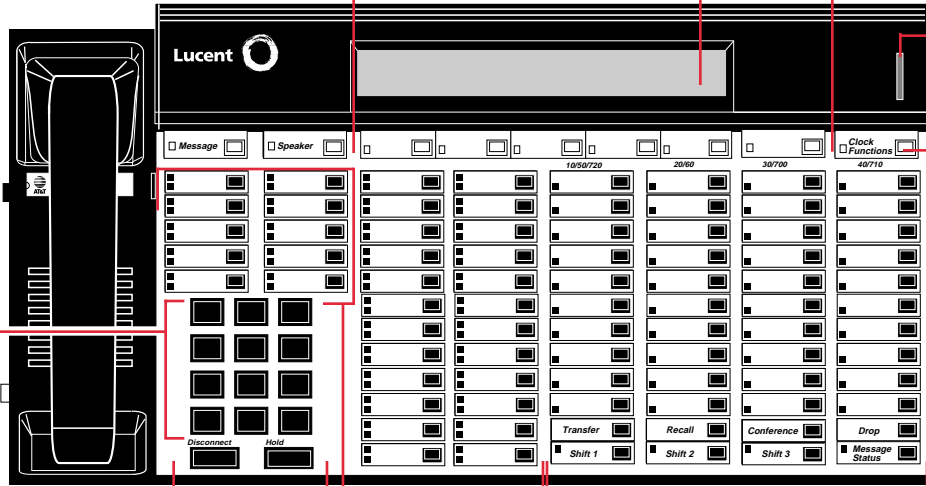 Lucent
Message
Speaker
Clock
Functions
10/50/720
20/60
30/700
40/710
AT&T
Disconnect
Hold
Transfer
Recall
Conference
Drop
Shift 1
Shift 2
Shift 3
Message
Status